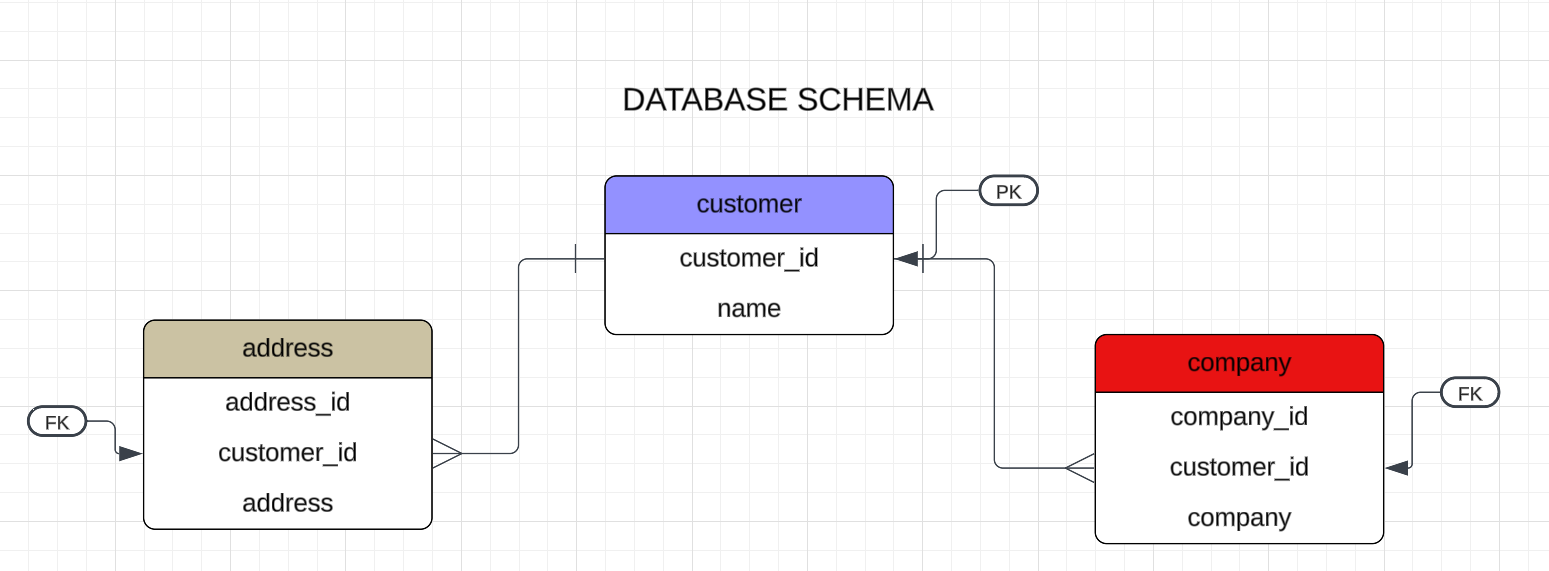 DATABASE SCHEMA
customer
PK
customer_id
name
address
address_id
FK
customer_id
address
company
company_id
FK
customer_id
company